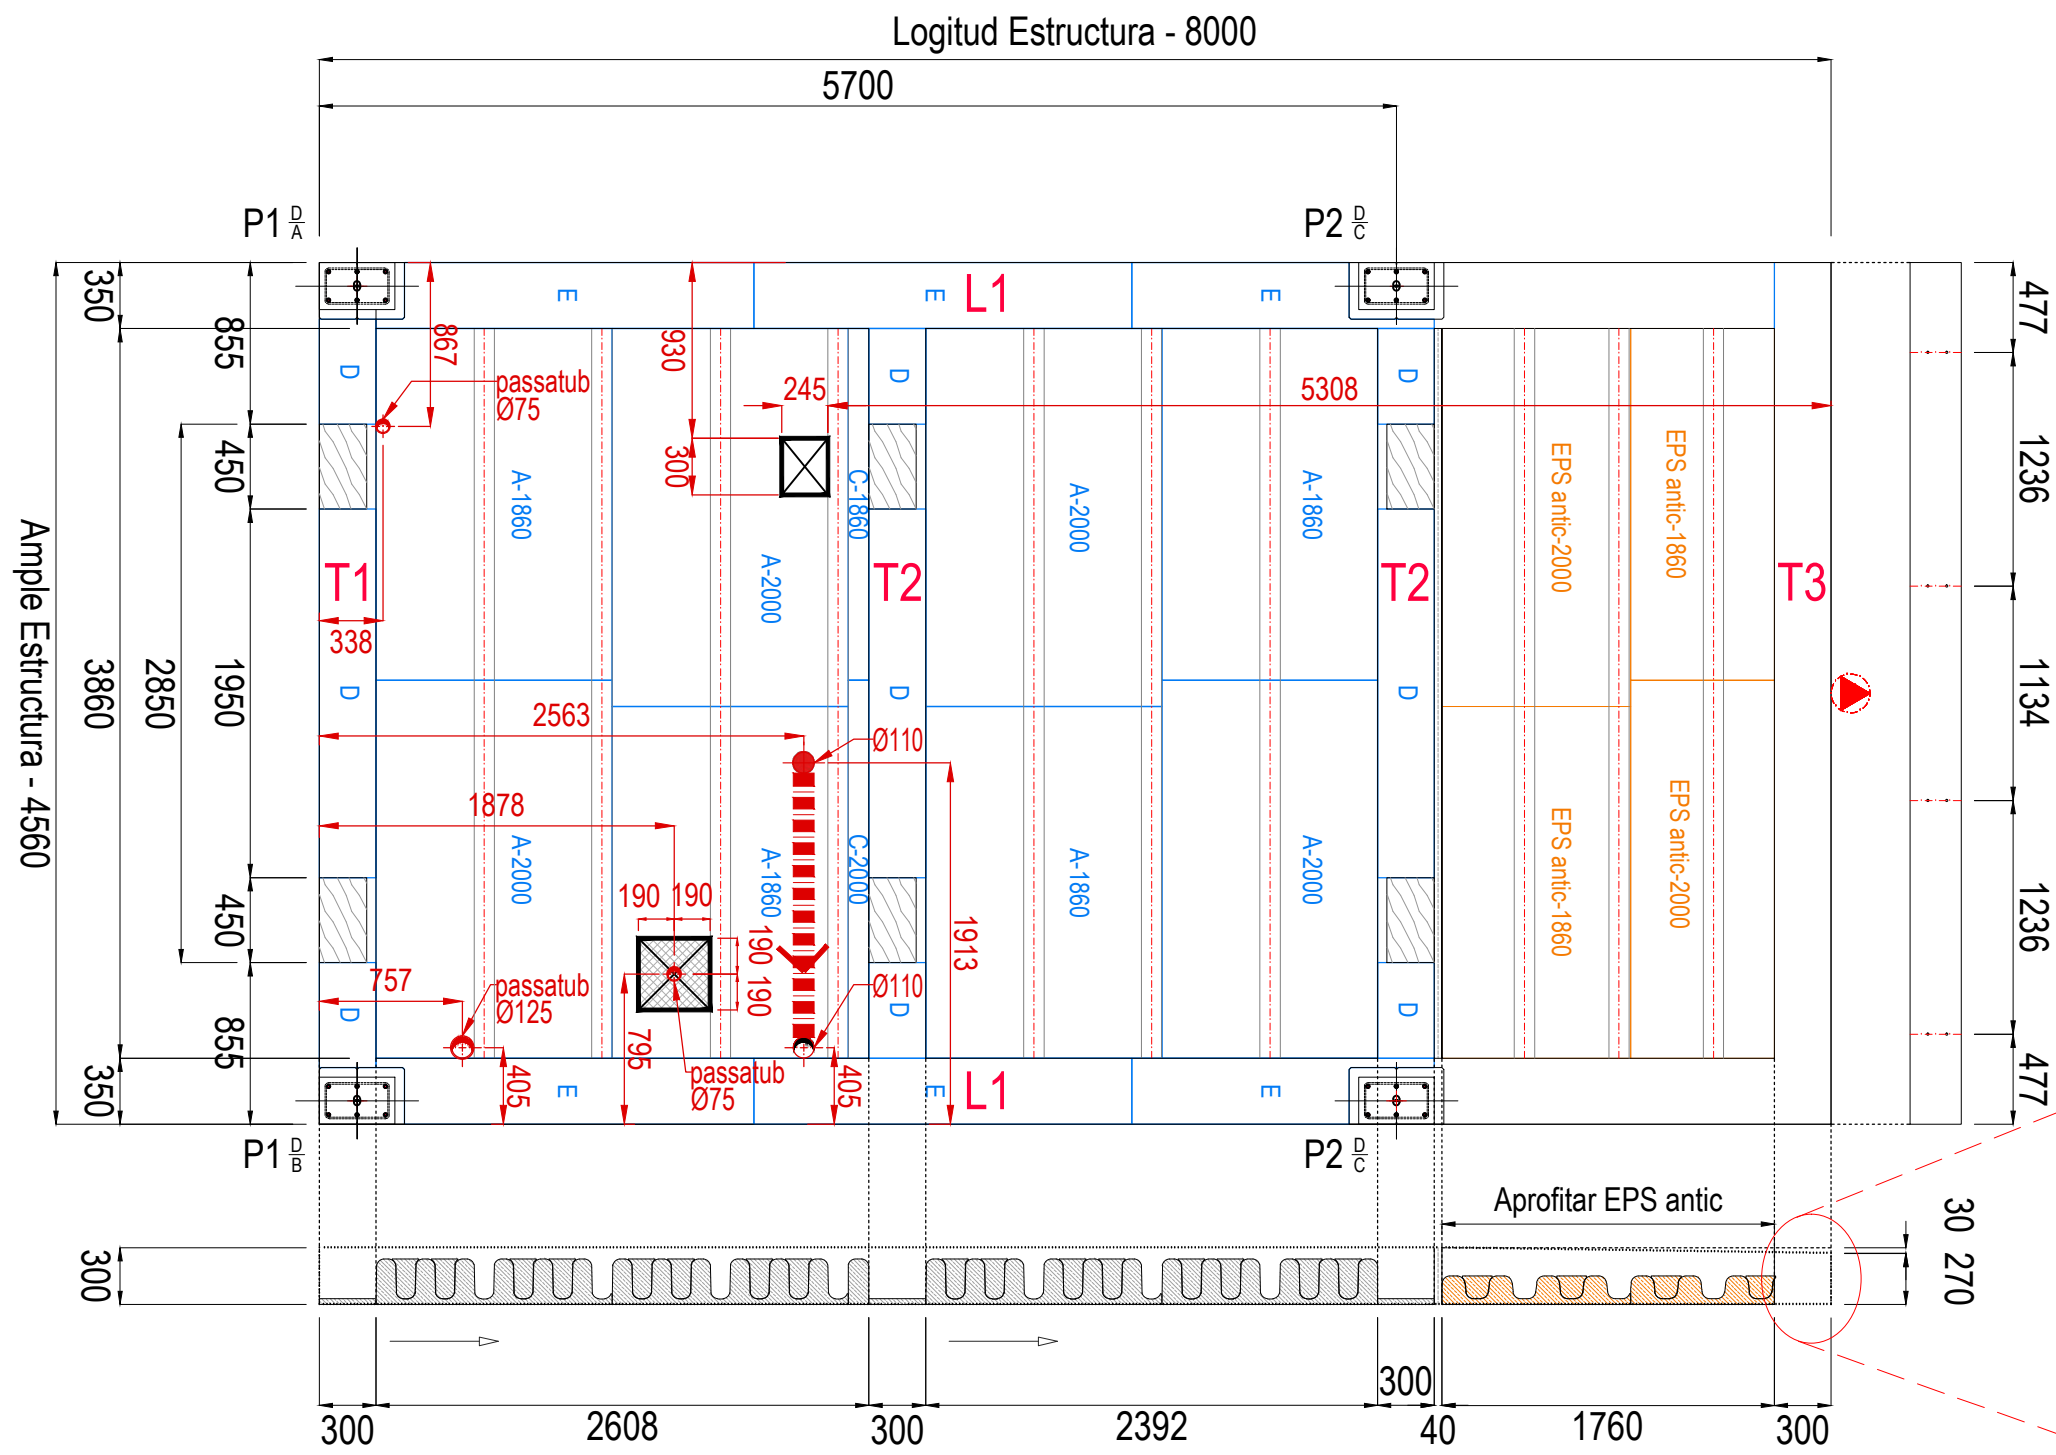 Logitud Estructura - 8000
5700
P1 D/A
P2 D/C
350
855
867
930
E
E
L1
E
477
D
D
D
passatub
Ø75
245
5308
450
300
1236
A-1860
C-1860
A-2000
A-1860
EPS antic-2000
EPS antic-1860
A-2000
T1
T2
T2
T3
338
Ample Estructura - 4560
3860
2850
1950
D
D
D
1134
2563
Ø110
1878
A-2000
A-1860
C-2000
A-1860
A-2000
EPS antic-1860
EPS antic-2000
190
190
450
190
190
1913
1236
757
passatub
Ø125
Ø110
D
D
D
855
795
350
405
passatub
Ø75
405
E
E
L1
E
477
P1 D/B
P2 D/C
Aprofitar EPS antic
30
270
300
300
300
2608
300
2392
40
1760
300